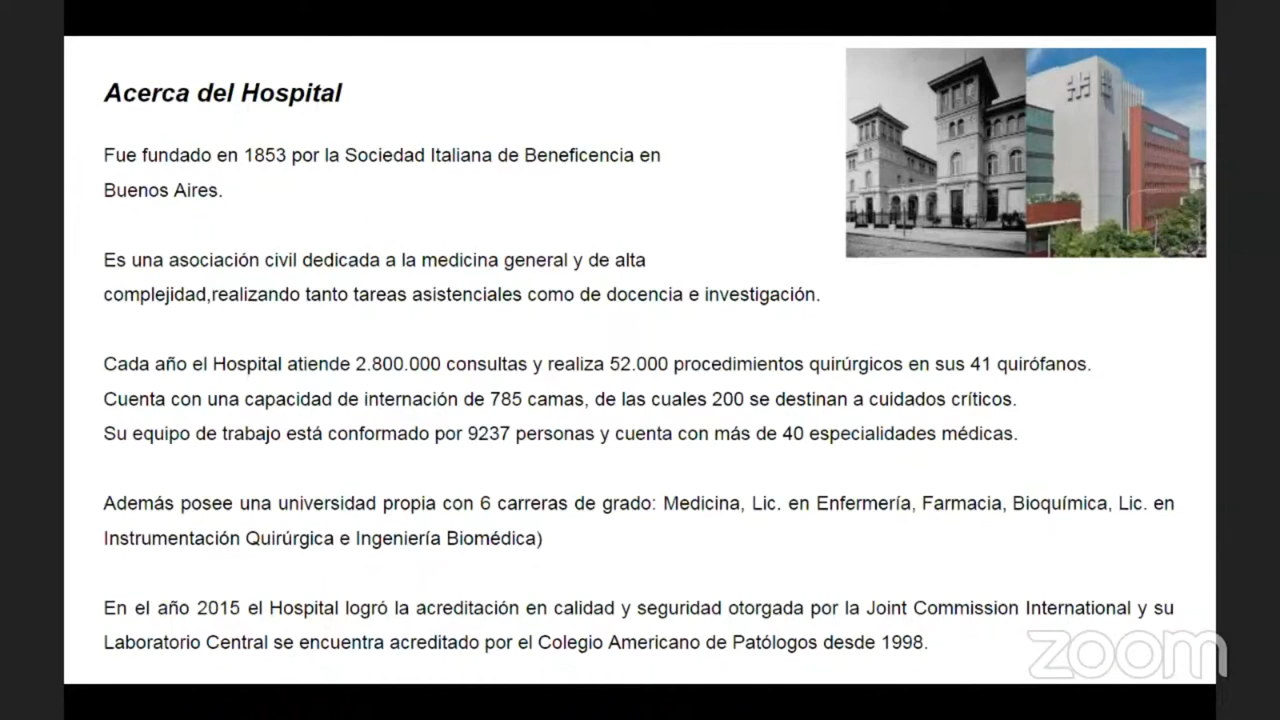 Acerca del Hospital
Fue fundado en 1853 por la Sociedad Italiana de Beneficencia en
Buenos Aires.
Es una asociación civil dedicada a la medicina general y de alta
complejidad,realizando tanto tareas asistenciales como de docencia e investigación.
Cada año el Hospital atiende 2.800.000 consultas y realiza 52.000 procedimientos quirúrgicos en sus 41 quirófanos.
Cuenta con una capacidad de internación de 785 camas, de las cuales 200 se destinan a cuidados críticos.
Su equipo de trabajo está conformado por 9237 personas y cuenta con más de 40 especialidades médicas.
Además posee una universidad propia con 6 carreras de grado: Medicina, Lic. en Enfermería, Farmacia, Bioquímica, Lic. en
Instrumentación Quirúrgica e Ingeniería Biomédica)
En el año 2015 el Hospital logró la acreditación en calidad y seguridad otorgada por la Joint Commission International y su
Laboratorio Central se encuentra acreditado por el Colegio Americano de Patólogos desde 1998.
zoom